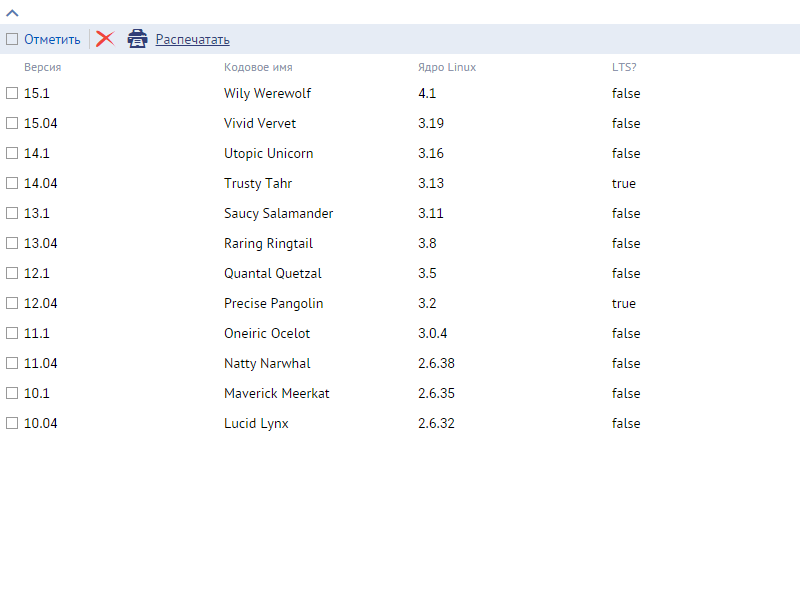 Отметить Распечатать
Версия Кодовое имя Ядро Linux LTS?
15.1 Wily Werewolf 4.1 false
15.04 Vivid Vervet 3.19 false
14.1 Utopic Unicorn 3.16 false
14.04 Trusty Tahr 3.13 true
13.1 Saucy Salamander 3.11 false
13.04 Raring Ringtail 3.8 false
12.1 Quantal Quetzal 3.5 false
12.04 Precise Pangolin 3.2 true
11.1 Oneiric Ocelot 3.0.4 false
11.04 Natty Narwhal 2.6.38 false
10.1 Maverick Meerkat 2.6.35 false
10.04 Lucid Lynx 2.6.32 false